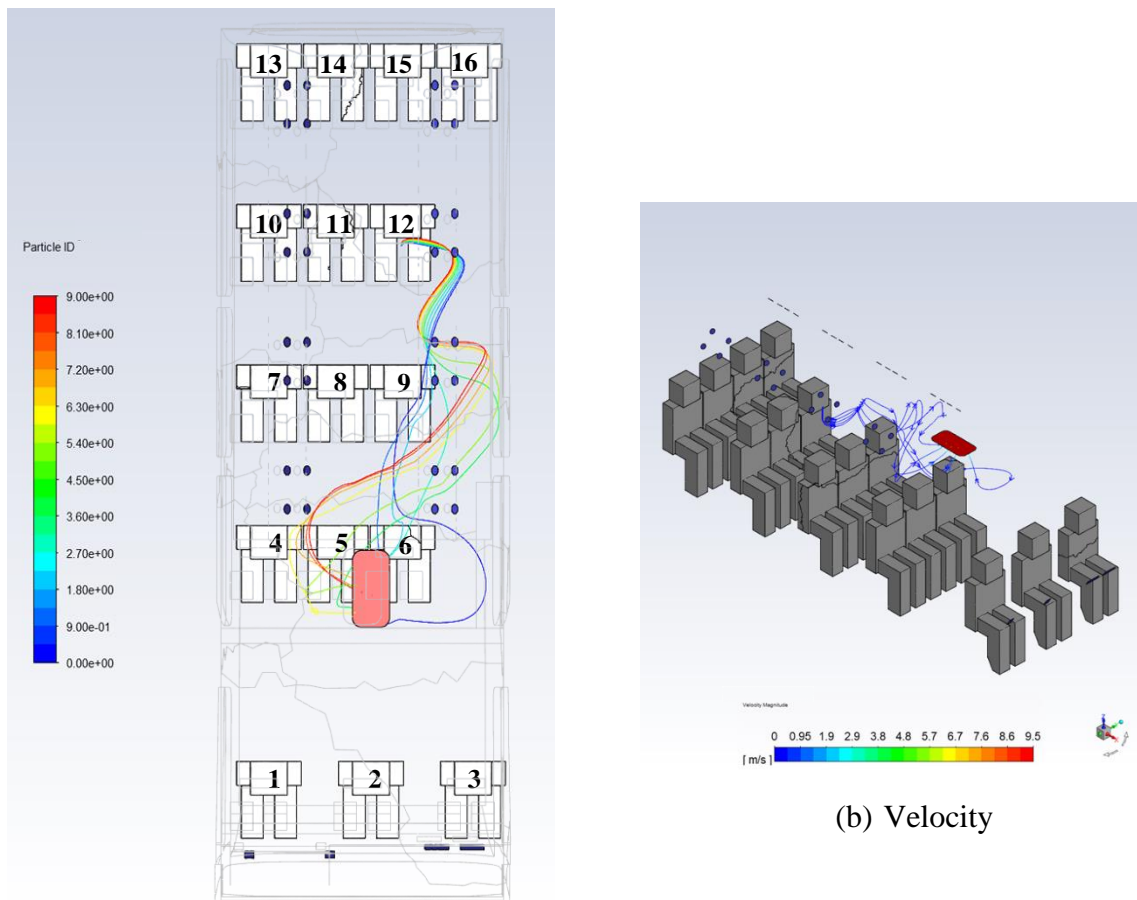 13 14 15 16
10 11 12
Particle ID
9.00e+00
8.10e+00
7.20e+00
6.30e+00
5.40e+00
4.50e+00
3.60e+00
2.70e+00
1.80e+00
9.00e-01
0.00e+00
7 8 9
4 5 6
1 2 3
Velocity Magnitude
0 0.95 1.9 2.9 3.8 4.8 5.7 6.7 7.6 8.6 9.5
[ m/s ]
(b) Velocity